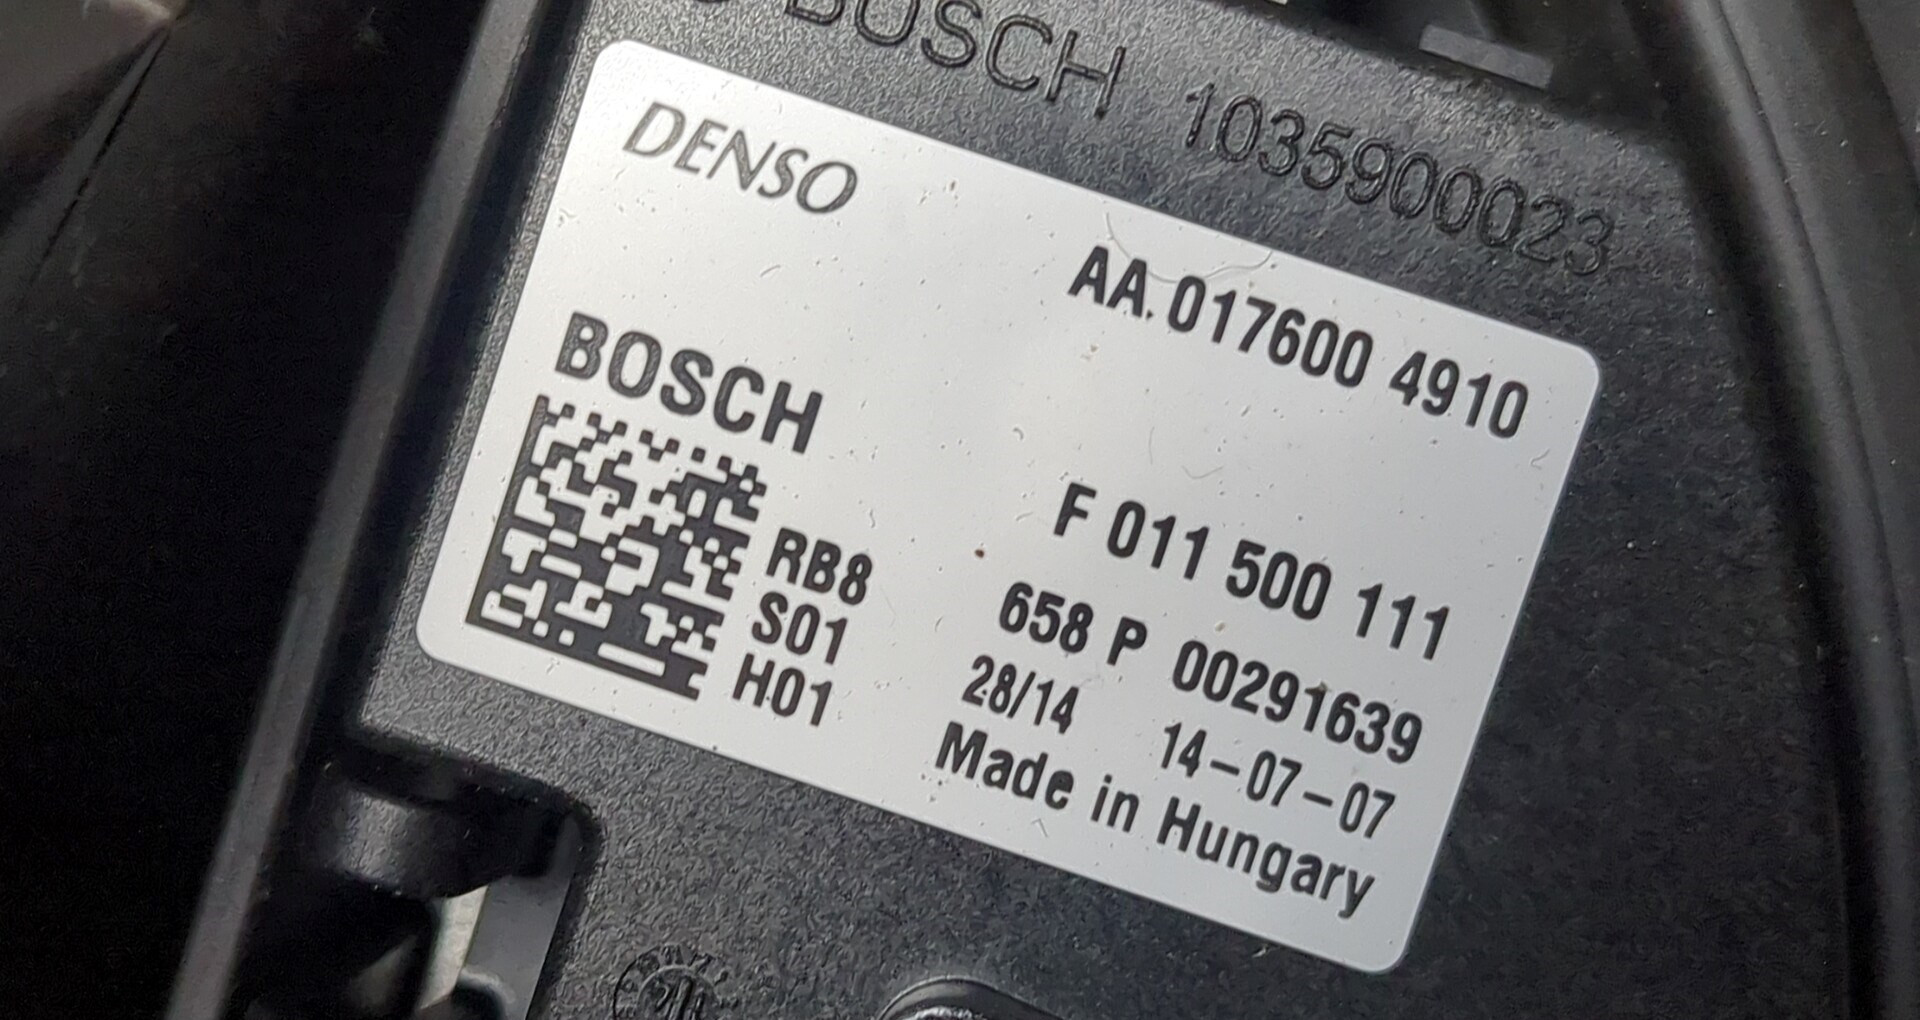 BOSCH 1035900023
DENSO
AA.017600 4910
BOSCH
F 011 500 111
RB8
S01
H01
658 P 00291639
28/14 14-07-07
Made in Hungary